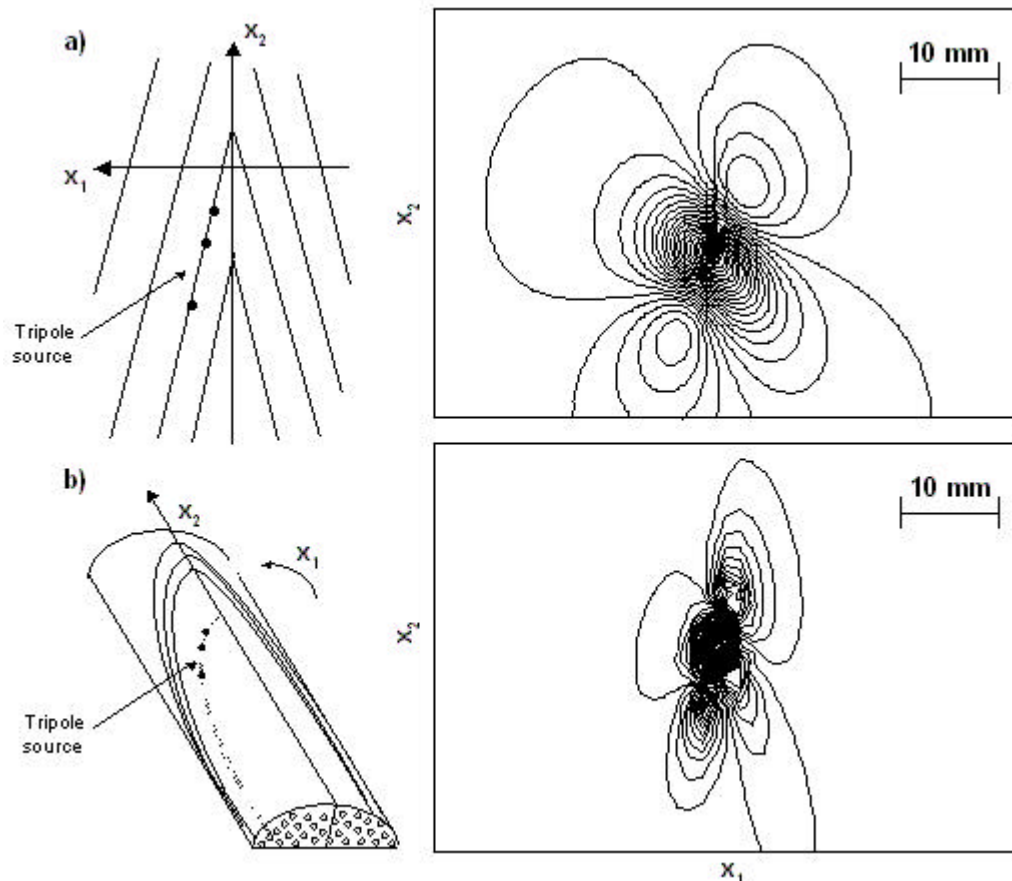 a)
X₂
X₁
Tripole
source
10 mm
X₂
b)
X₂
X₁
Tripole
source
10 mm
X₂
X₁